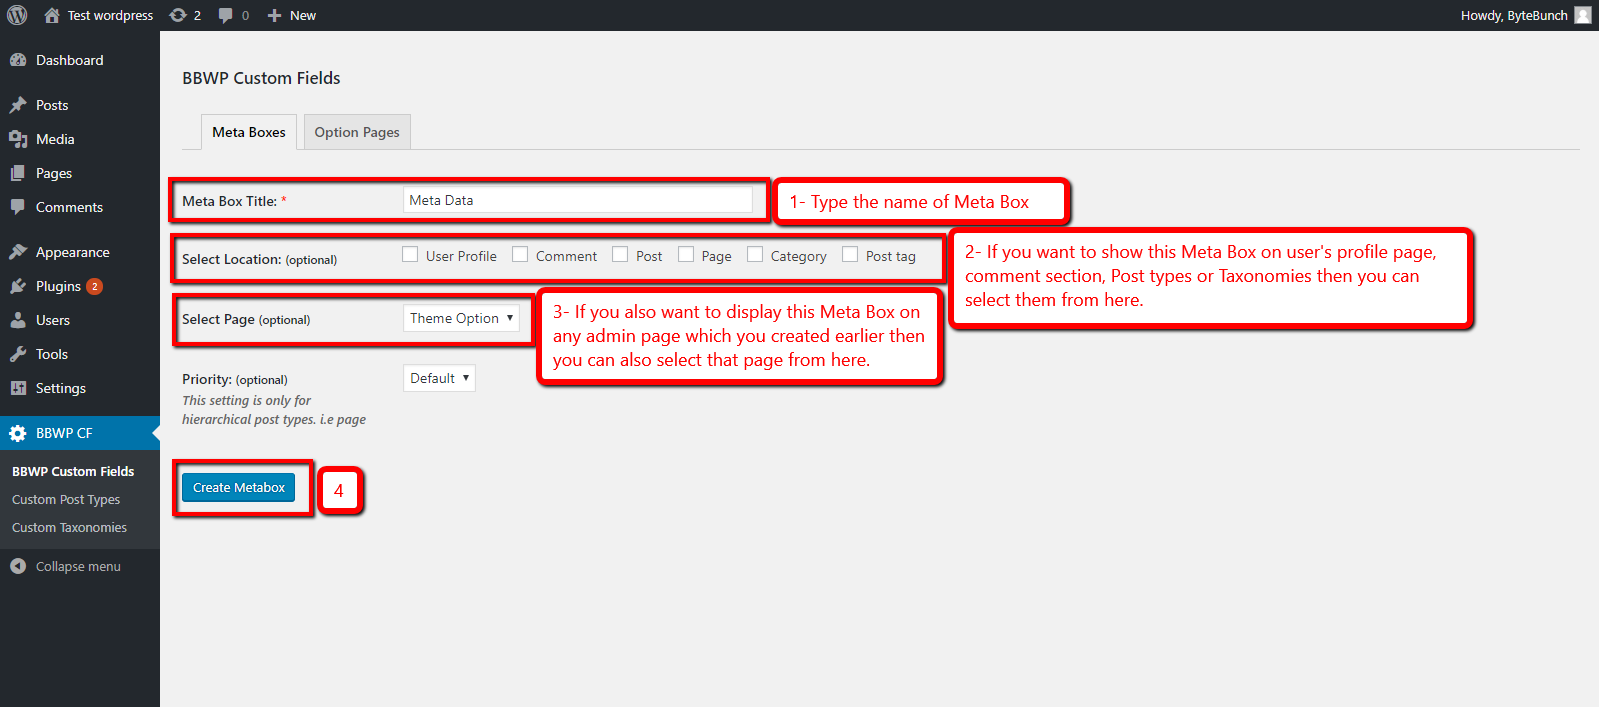 Test wordpress 2 0 New Howdy, ByteBunch
Dashboard
Posts
Media
Pages
Comments
Appearance
Plugins 2
Users
Tools
Settings
BBWP CF
BBWP Custom Fields
Custom Post Types
Custom Taxonomies
Collapse menu
BBWP Custom Fields
Meta Boxes Option Pages
Meta Box Title: * Meta Data
1- Type the name of Meta Box
Select Location: (optional) User Profile Comment Post Page Category Post tag
2- If you want to show this Meta Box on user's profile page,
comment section, Post types or Taxonomies then you can
select them from here.
Select Page (optional) Theme Option
3- If you also want to display this Meta Box on
any admin page which you created earlier then
you can also select that page from here.
Priority: (optional) Default
This setting is only for
hierarchical post types. i.e page
Create Metabox 4